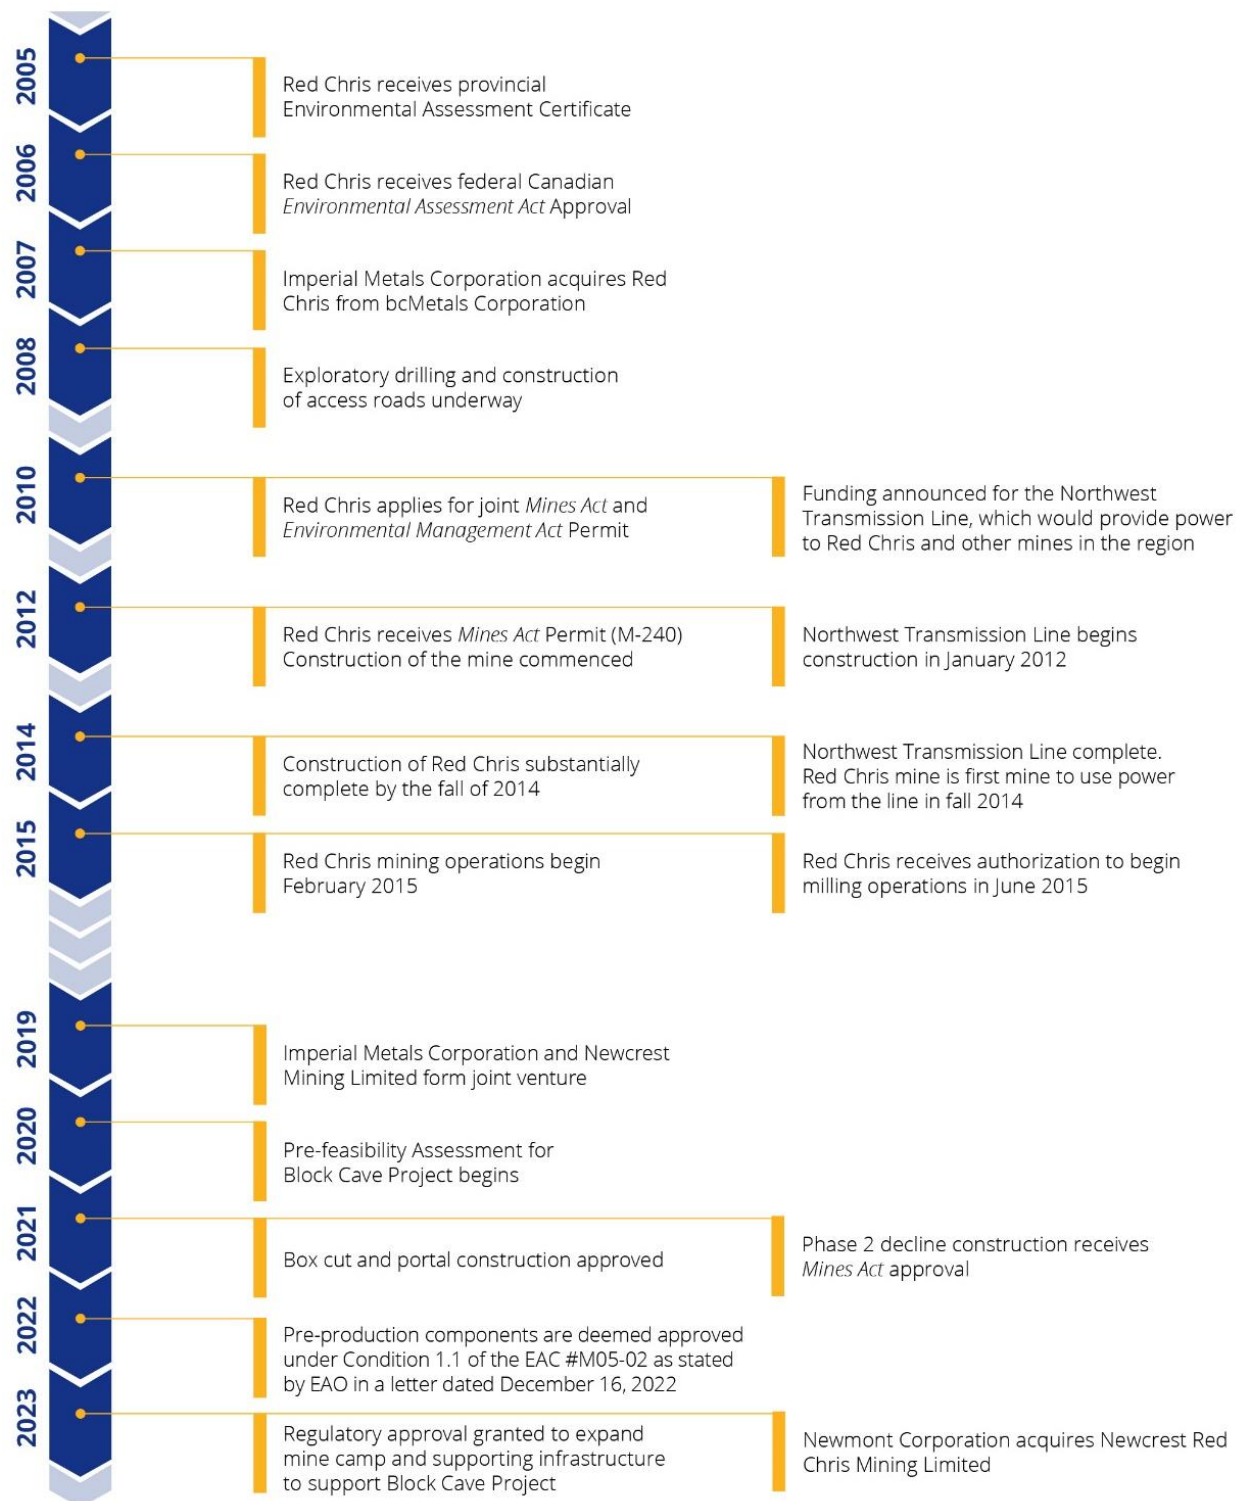 2005
Red Chris receives provincial
Environmental Assessment Certificate
2006
Red Chris receives federal Canadian
Environmental Assessment Act Approval
2007
Imperial Metals Corporation acquires Red
Chris from bcMetals Corporation
2008
Exploratory drilling and construction
of access roads underway
2010
Red Chris applies for joint Mines Act and
Environmental Management Act Permit
Funding announced for the Northwest
Transmission Line, which would provide power
to Red Chris and other mines in the region
2012
Red Chris receives Mines Act Permit (M-240)
Construction of the mine commenced
Northwest Transmission Line begins
construction in January 2012
2014
Construction of Red Chris substantially
complete by the fall of 2014
Northwest Transmission Line complete.
Red Chris mine is first mine to use power
from the line in fall 2014
2015
Red Chris mining operations begin
February 2015
Red Chris receives authorization to begin
milling operations in June 2015
2019
Imperial Metals Corporation and Newcrest
Mining Limited form joint venture
2020
Pre-feasibility Assessment for
Block Cave Project begins
2021
Box cut and portal construction approved
Phase 2 decline construction receives
Mines Act approval
2022
Pre-production components are deemed approved
under Condition 1.1 of the EAC #M05-02 as stated
by EAO in a letter dated December 16, 2022
2023
Regulatory approval granted to expand
mine camp and supporting infrastructure
to support Block Cave Project
Newmont Corporation acquires Newcrest Red
Chris Mining Limited